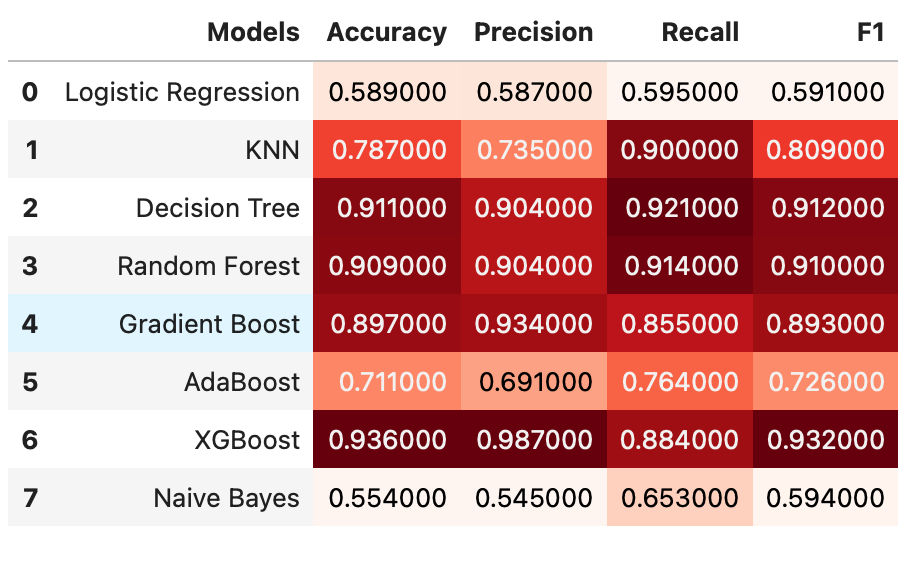 Models Accuracy Precision Recall F1
0 Logistic Regression 0.589000 0.587000 0.595000 0.591000
1 KNN 0.787000 0.735000 0.900000 0.809000
2 Decision Tree 0.911000 0.904000 0.921000 0.912000
3 Random Forest 0.909000 0.904000 0.914000 0.910000
4 Gradient Boost 0.897000 0.934000 0.855000 0.893000
5 AdaBoost 0.711000 0.691000 0.764000 0.726000
6 XGBoost 0.936000 0.987000 0.884000 0.932000
7 Naive Bayes 0.554000 0.545000 0.653000 0.594000